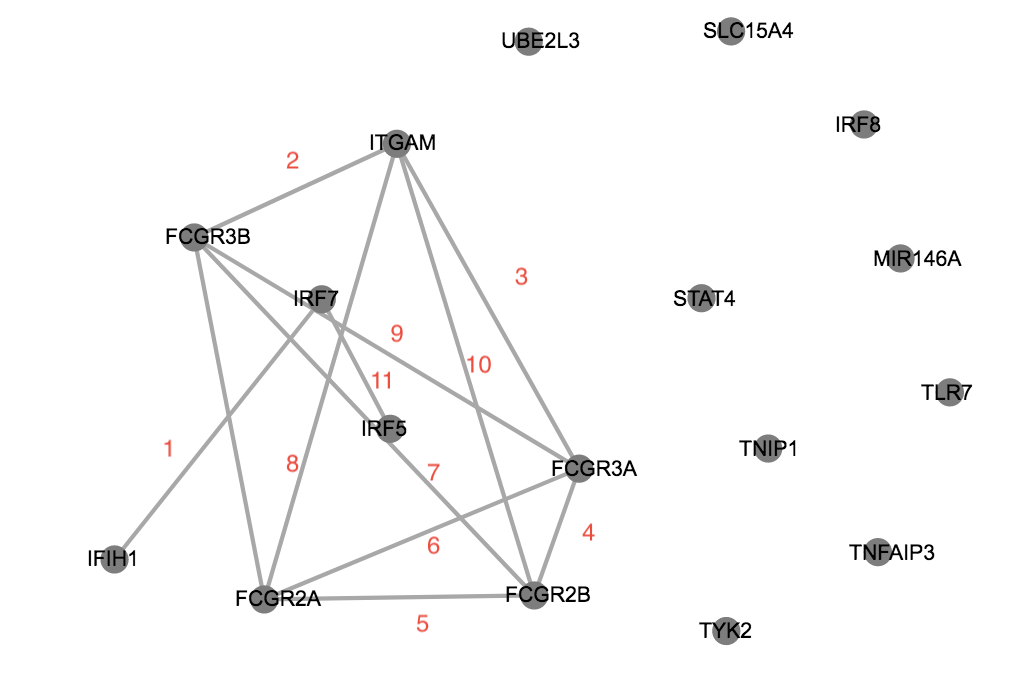 SLC15A4
UBE2L3
IRF8
ITGAM
2
FCGR3B
MIR146A
3
IRF7
STAT4
9
10
11
TLR7
IRF5
1
TNIP1
8
7
FCGR3A
4
6
TNFAIP3
IFIH1
FCGR2A
FCGR2B
5
TYK2